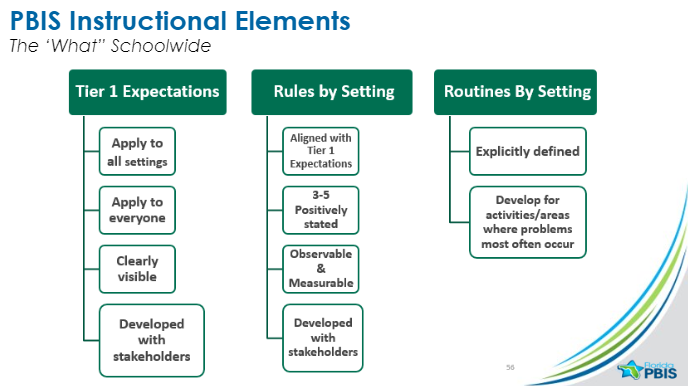 PBIS Instructional Elements
The ‘What” Schoolwide
Tier 1 Expectations
Apply to
all settings
Apply to
everyone
Clearly
visible
Developed
with
stakeholders
Rules by Setting
Aligned with
Tier 1
Expectations
3-5
Positively
stated
Observable
&
Measurable
Developed
with
stakeholders
Routines By Setting
Explicitly defined
Develop for
activities/areas
where problems
most often occur
56
Florida
PBIS